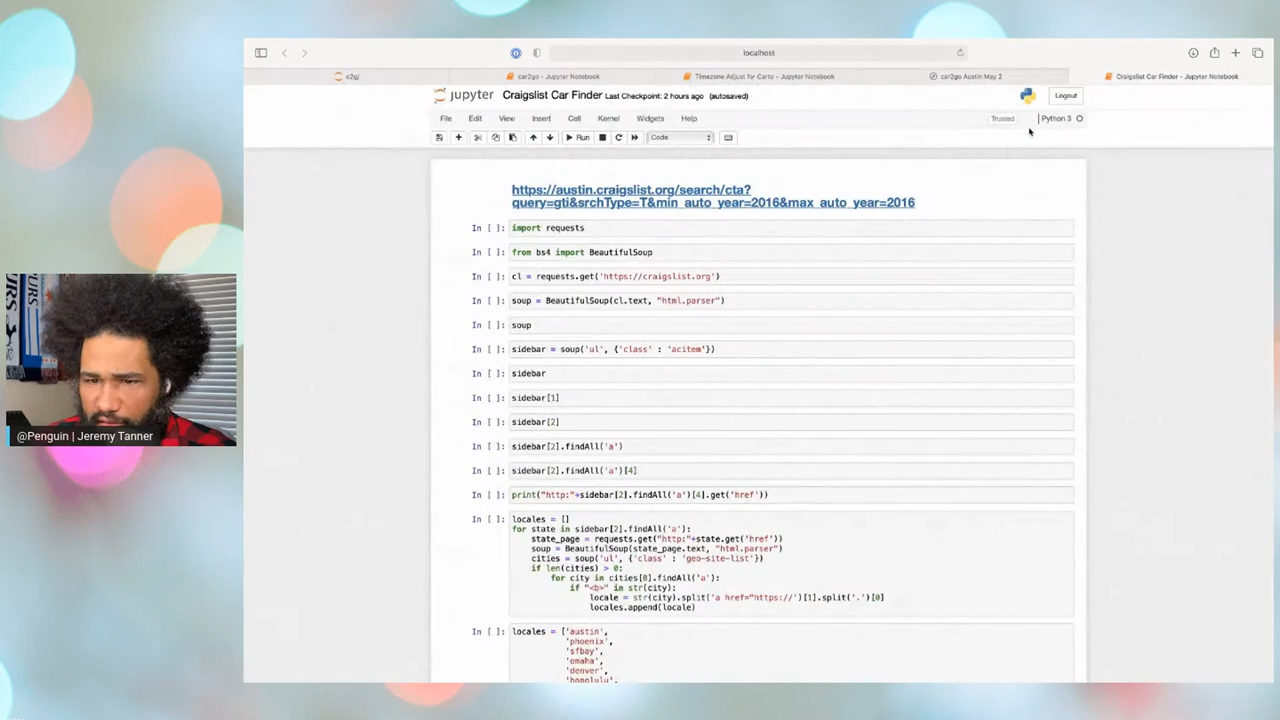 localhost
c2g/
car2go - Jupyter Notebook
Timezone Adjust for Carto - Jupyter Notebook
car2go Austin May 2
Craigslist Car Finder - Jupyter Notebook
jupyter Craigslist Car Finder Last Checkpoint: 2 hours ago (autosaved)
Logout
File Edit View Insert Cell Kernel Widgets Help
Trusted
Python 3
Run
Code
https://austin.craigslist.org/search/cta?
query=gti&srchType=T&min_auto_year=2016&max_auto_year=2016
In [ ]: import requests
In [ ]: from bs4 import BeautifulSoup
In [ ]: cl = requests.get('https://craigslist.org')
In [ ]: soup = BeautifulSoup(cl.text, "html.parser")
In [ ]: soup
In [ ]: sidebar = soup('ul', {'class' : 'acitem'})
In [ ]: sidebar
In [ ]: sidebar[1]
In [ ]: sidebar[2]
In [ ]: sidebar[2].findAll('a')
In [ ]: sidebar[2].findAll('a')[4]
In [ ]: print("http:"+sidebar[2].findAll('a')[4].get('href'))
In [ ]: locales = []
for state in sidebar[2].findAll('a'):
state_page = requests.get("http:"+state.get('href'))
soup = BeautifulSoup(state_page.text, "html.parser")
cities = soup('ul', {'class' : 'geo-site-list'})
if len(cities) > 0:
for city in cities[0].findAll('a'):
if "<b>" in str(city):
locale = str(city).split('a href="https://')[1].split('.')[0]
locales.append(locale)
In [ ]: locales = ['austin',
'phoenix',
'sfbay',
'omaha',
'denver',
'honolulu',
@Penguin | Jeremy Tanner